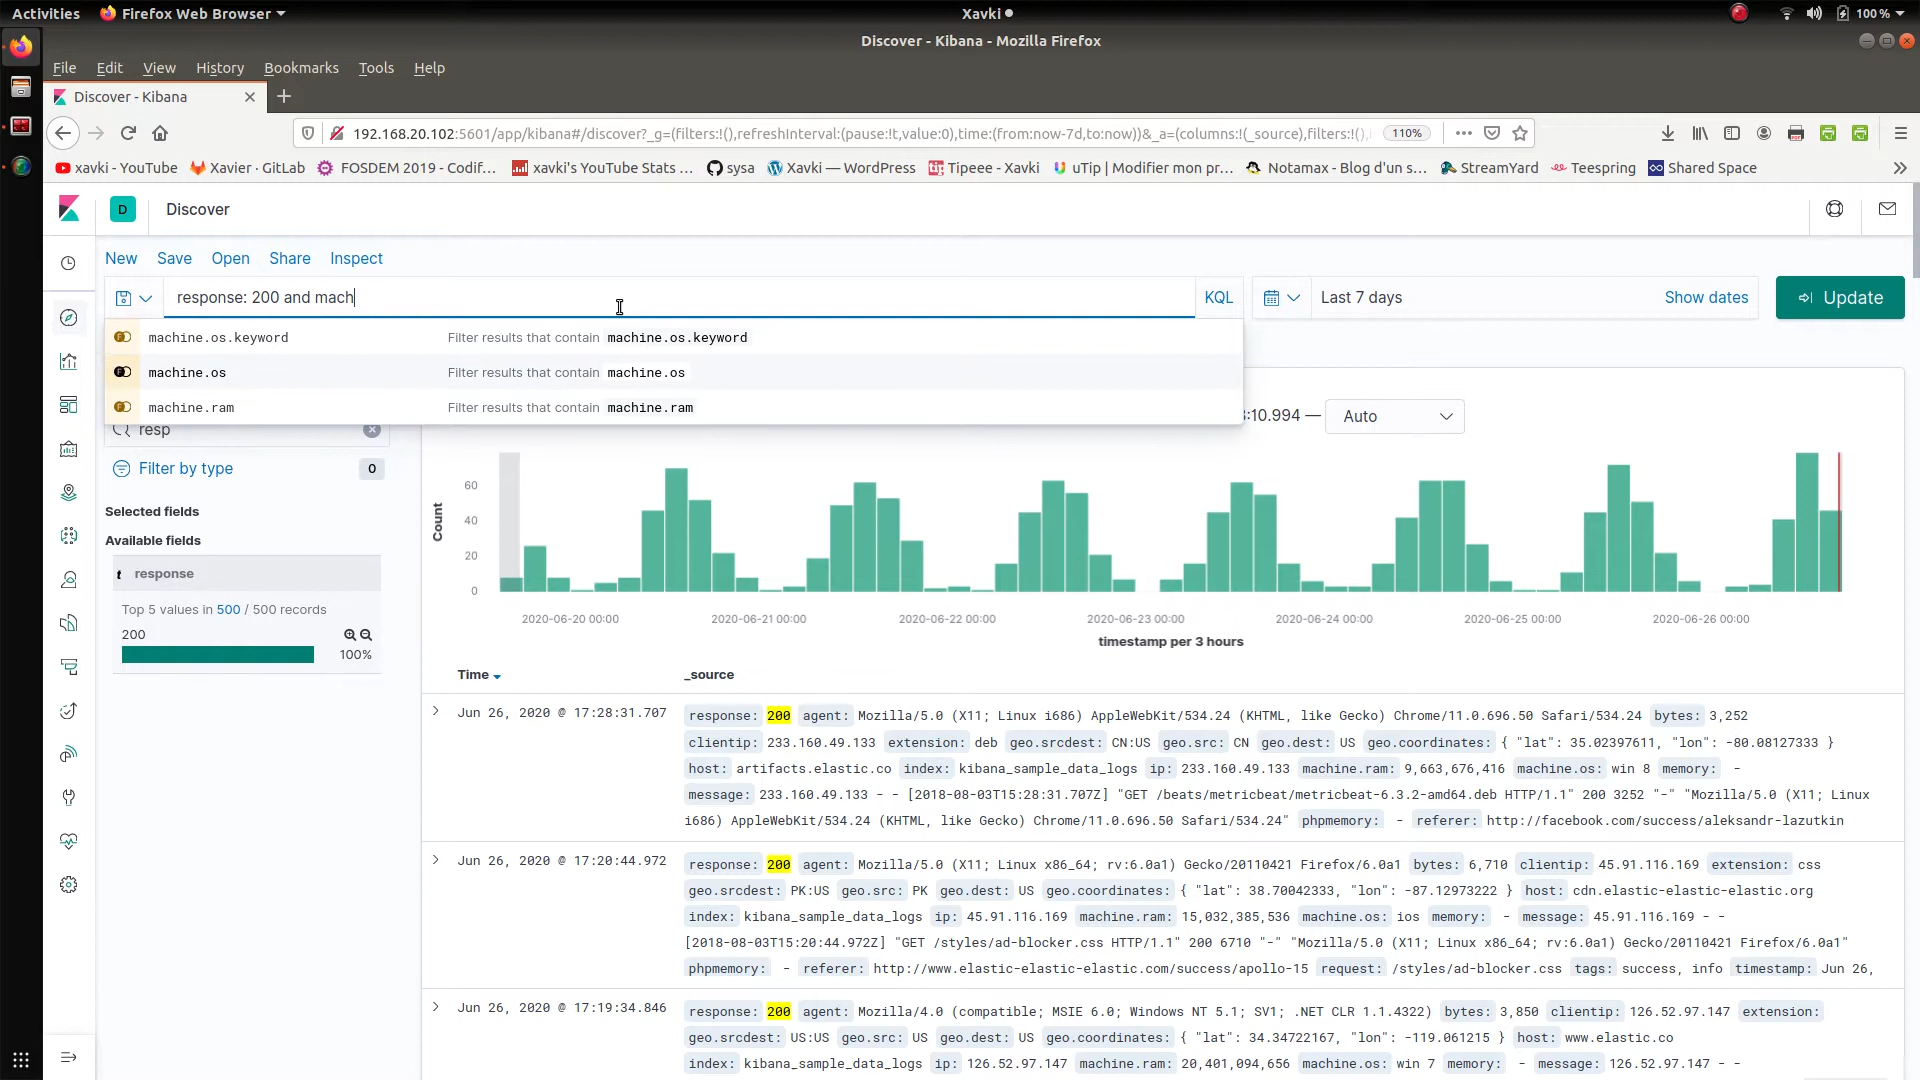 Activities Firefox Web Browser Xavki 100 %
Discover - Kibana - Mozilla Firefox
File Edit View History Bookmarks Tools Help
Discover - Kibana
192.168.20.102:5601/app/kibana#/discover?_g=(filters:!(),refreshInterval:(pause:!t,value:0),time:(from:now-7d,to:now))&_a=(columns:!(_source),filters:!(),i 110%
xavki - YouTube Xavier · GitLab FOSDEM 2019 - Codif... xavki's YouTube Stats ... sysa Xavki — WordPress Tipeee - Xavki uTip | Modifier mon pr... Notamax - Blog d'un s... StreamYard Teespring Shared Space
D Discover
New Save Open Share Inspect
response: 200 and mach KQL Last 7 days Show dates Update
machine.os.keyword Filter results that contain machine.os.keyword
machine.os Filter results that contain machine.os
machine.ram Filter results that contain machine.ram
:10.994 — Auto
resp
Filter by type 0
Selected fields
Available fields
t response
Top 5 values in 500 / 500 records
200
100%
Count
60
40
20
0
2020-06-20 00:00 2020-06-21 00:00 2020-06-22 00:00 2020-06-23 00:00 2020-06-24 00:00 2020-06-25 00:00 2020-06-26 00:00
timestamp per 3 hours
Time _source
Jun 26, 2020 @ 17:28:31.707 response: 200 agent: Mozilla/5.0 (X11; Linux i686) AppleWebKit/534.24 (KHTML, like Gecko) Chrome/11.0.696.50 Safari/534.24 bytes: 3,252
clientip: 233.160.49.133 extension: deb geo.srcdest: CN:US geo.src: CN geo.dest: US geo.coordinates: { "lat": 35.02397611, "lon": -80.08127333 }
host: artifacts.elastic.co index: kibana_sample_data_logs ip: 233.160.49.133 machine.ram: 9,663,676,416 machine.os: win 8 memory: -
message: 233.160.49.133 - - [2018-08-03T15:28:31.707Z] "GET /beats/metricbeat/metricbeat-6.3.2-amd64.deb HTTP/1.1" 200 3252 "-" "Mozilla/5.0 (X11; Linux
i686) AppleWebKit/534.24 (KHTML, like Gecko) Chrome/11.0.696.50 Safari/534.24" phpmemory: - referer: http://facebook.com/success/aleksandr-lazutkin
Jun 26, 2020 @ 17:20:44.972 response: 200 agent: Mozilla/5.0 (X11; Linux x86_64; rv:6.0a1) Gecko/20110421 Firefox/6.0a1 bytes: 6,710 clientip: 45.91.116.169 extension: css
geo.srcdest: PK:US geo.src: PK geo.dest: US geo.coordinates: { "lat": 38.70042333, "lon": -87.12973222 } host: cdn.elastic-elastic-elastic.org
index: kibana_sample_data_logs ip: 45.91.116.169 machine.ram: 15,032,385,536 machine.os: ios memory: - message: 45.91.116.169 - -
[2018-08-03T15:20:44.972Z] "GET /styles/ad-blocker.css HTTP/1.1" 200 6710 "-" "Mozilla/5.0 (X11; Linux x86_64; rv:6.0a1) Gecko/20110421 Firefox/6.0a1"
phpmemory: - referer: http://www.elastic-elastic-elastic.com/success/apollo-15 request: /styles/ad-blocker.css tags: success, info timestamp: Jun 26,
Jun 26, 2020 @ 17:19:34.846 response: 200 agent: Mozilla/4.0 (compatible; MSIE 6.0; Windows NT 5.1; SV1; .NET CLR 1.1.4322) bytes: 3,850 clientip: 126.52.97.147 extension:
geo.srcdest: US:US geo.src: US geo.dest: US geo.coordinates: { "lat": 34.34722167, "lon": -119.061215 } host: www.elastic.co
index: kibana_sample_data_logs ip: 126.52.97.147 machine.ram: 20,401,094,656 machine.os: win 7 memory: - message: 126.52.97.147 - -